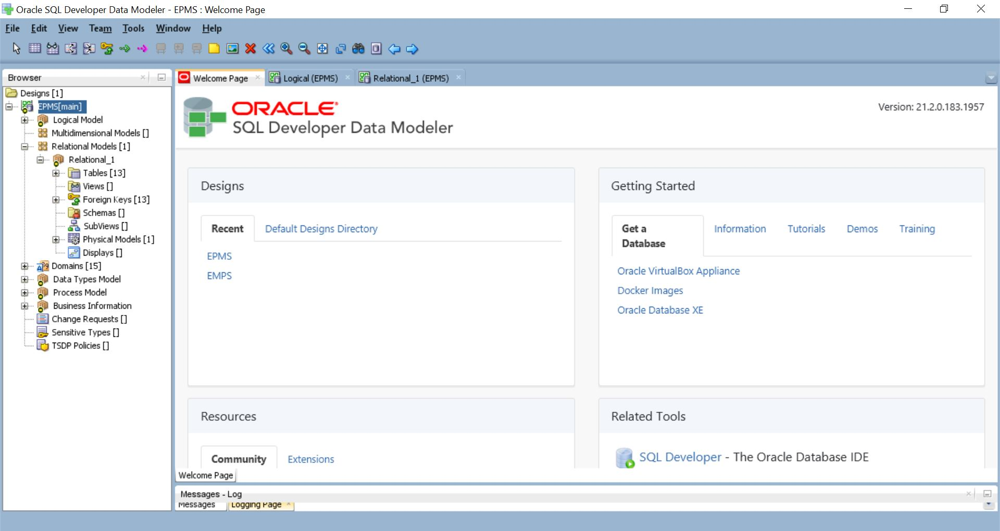 Oracle SQL Developer Data Modeler - EPMS : Welcome Page
File Edit View Team Tools Window Help
Browser
Designs [1]
EPMS[main]
Logical Model
Multidimensional Models []
Relational Models [1]
Relational_1
Tables [13]
Views []
Foreign Keys [13]
Schemas []
SubViews []
Physical Models [1]
Displays []
Domains [15]
Data Types Model
Process Model
Business Information
Change Requests []
Sensitive Types []
TSDP Policies []
Welcome Page Logical (EPMS) Relational_1 (EPMS)
ORACLE®
SQL Developer Data Modeler
Version: 21.2.0.183.1957
Designs
Recent Default Designs Directory
EPMS
EMPS
Getting Started
Get a
Database
Information Tutorials Demos Training
Oracle VirtualBox Appliance
Docker Images
Oracle Database XE
Resources
Community Extensions
Related Tools
SQL Developer - The Oracle Database IDE
Welcome Page
Messages - Log
Messages Logging Page